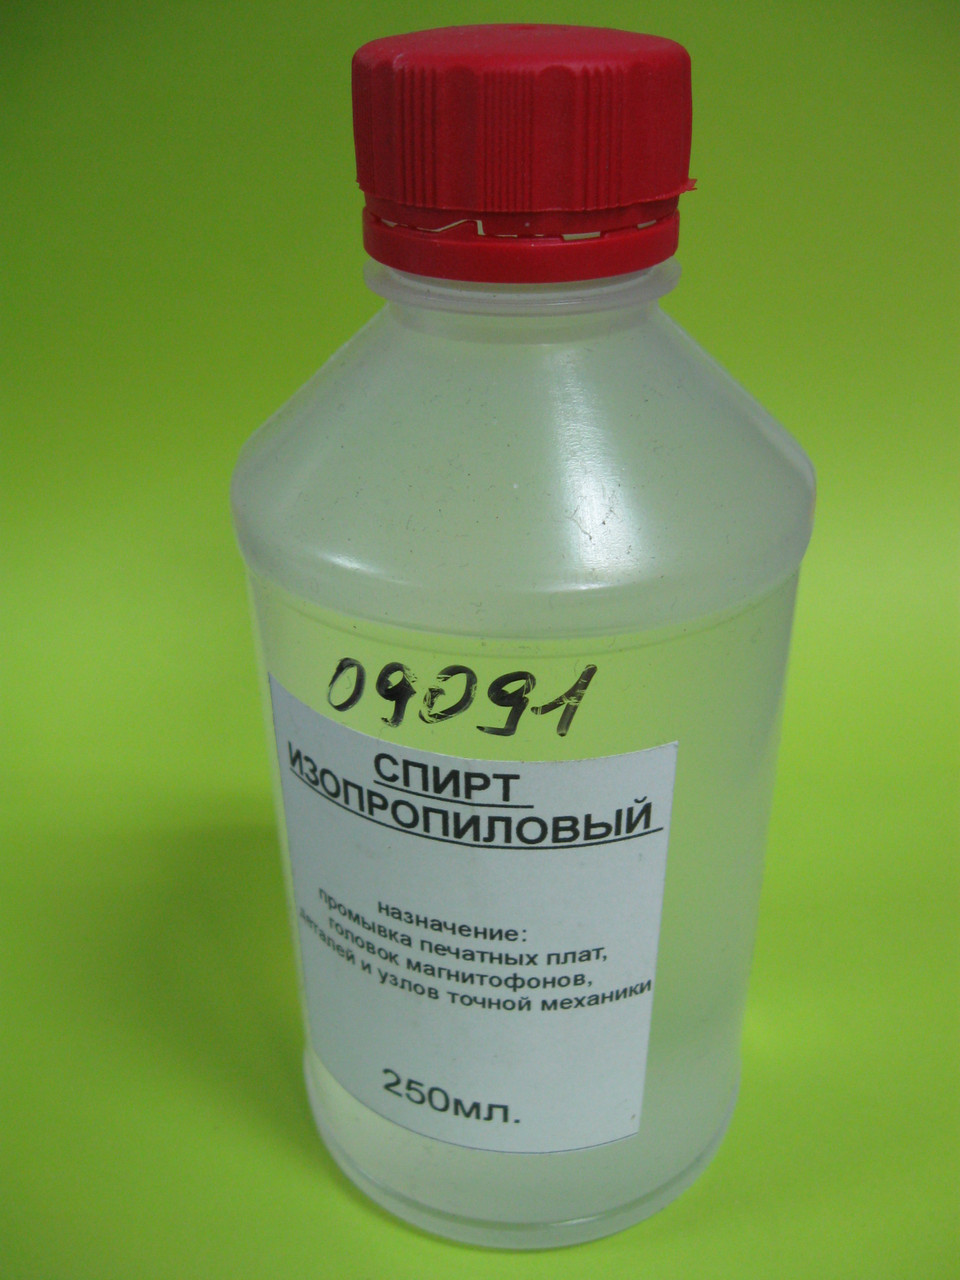 09091
СПИРТ
ИЗОПРОПИЛОВЫЙ
назначение:
промывка печатных плат,
головок магнитофонов,
деталей и узлов точной механики
250мл.